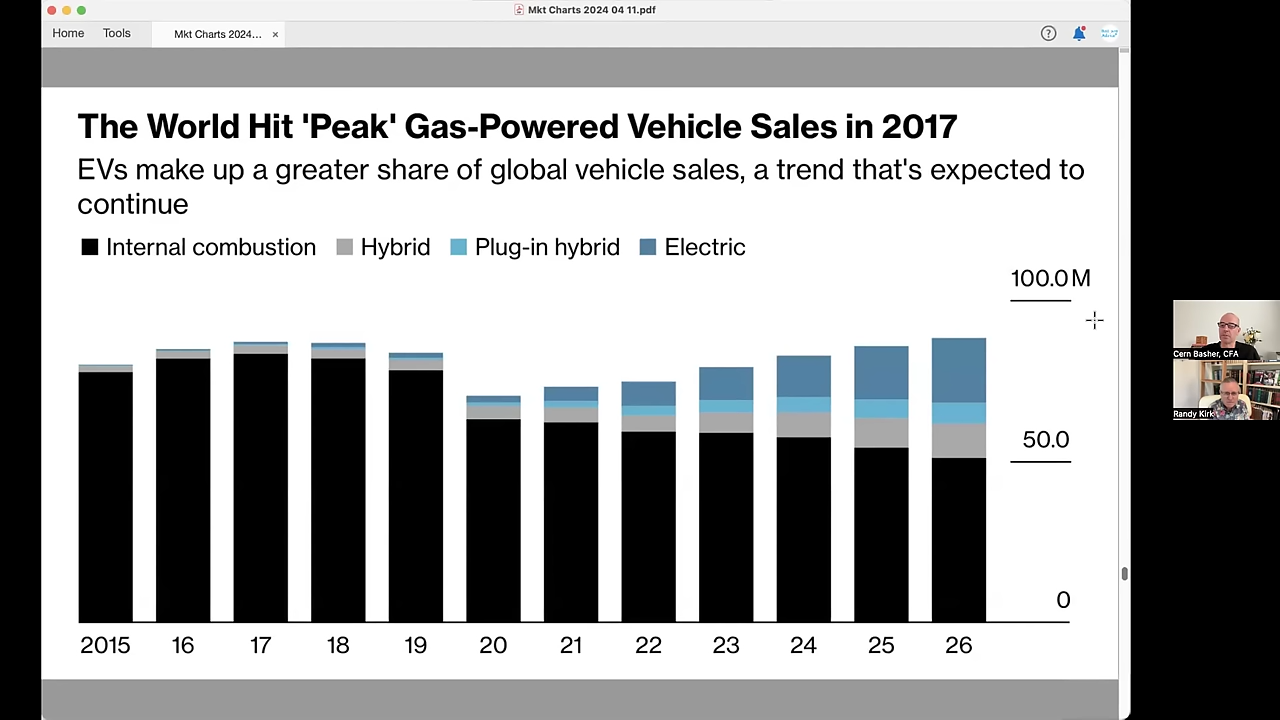 Mkt Charts 2024 04 11.pdf
Home Tools Mkt Charts 2024... ×
The World Hit 'Peak' Gas-Powered Vehicle Sales in 2017
EVs make up a greater share of global vehicle sales, a trend that's expected to
continue
Internal combustion Hybrid Plug-in hybrid Electric
100.0 M
50.0
0
2015 16 17 18 19 20 21 22 23 24 25 26
Cern Basher, CFA
Randy Kirk